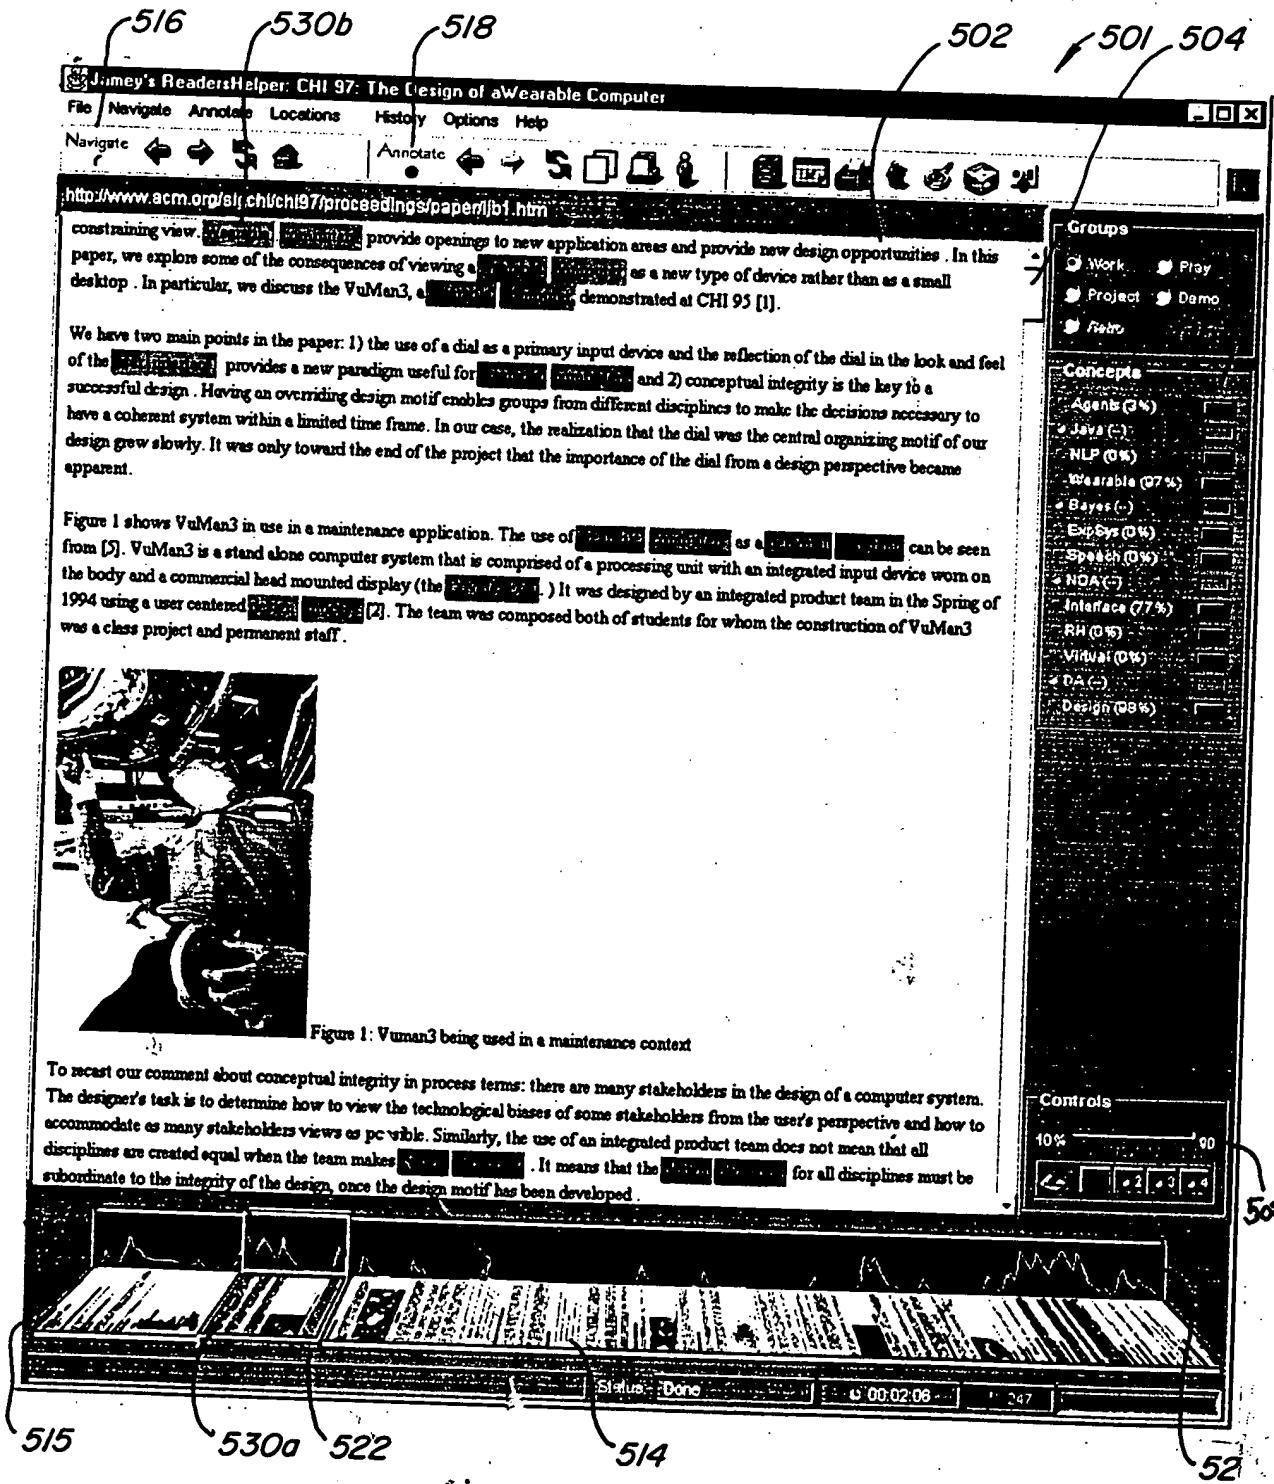 516 530b 518 502 501 504
Jamey's ReadersHelper: CHI 97: The Design of aWearable Computer
File Navigate Annotate Locations History Options Help
Navigate Annotate
http://www.acm.org/sigchi/chi97/proceedings/paper/ljb1.htm
constraining view. provide openings to new application areas and provide new design opportunities . In this
paper, we explore some of the consequences of viewing a as a new type of device rather than as a small
desktop . In particular, we discuss the VuMan3, a demonstrated at CHI 95 [1].
We have two main points in the paper: 1) the use of a dial as a primary input device and the reflection of the dial in the look and feel
of the provides a new paradigm useful for and 2) conceptual integrity is the key to a
successful design . Having an overriding design motif enables groups from different disciplines to make the decisions necessary to
have a coherent system within a limited time frame. In our case, the realization that the dial was the central organizing motif of our
design grew slowly. It was only toward the end of the project that the importance of the dial from a design perspective became
apparent.
Figure 1 shows VuMan3 in use in a maintenance application. The use of as a can be seen
from [5]. VuMan3 is a stand alone computer system that is comprised of a processing unit with an integrated input device worn on
the body and a commercial head mounted display (the . ) It was designed by an integrated product team in the Spring of
1994 using a user centered [2]. The team was composed both of students for whom the construction of VuMan3
was a class project and permanent staff .
Figure 1: Vuman3 being used in a maintenance context
To recast our comment about conceptual integrity in process terms: there are many stakeholders in the design of a computer system.
The designer's task is to determine how to view the technological biases of some stakeholders from the user's perspective and how to
accommodate as many stakeholders views as possible. Similarly, the use of an integrated product team does not mean that all
disciplines are created equal when the team makes . It means that the for all disciplines must be
subordinate to the integrity of the design, once the design motif has been developed .
Groups
Work Play
Project Demo
Retro
Concepts
Agents (3%)
Java (--)
NLP (0%)
Wearable (97%)
Bayes (--)
ExpSys (0%)
Speech (0%)
NOA (--)
Interface (77%)
RH (0%)
Virtual (0%)
DA (--)
Design (98%)
Controls
10% 90
2 3 4
Status: Done 00:02:06 247
515 530a 522 514 52